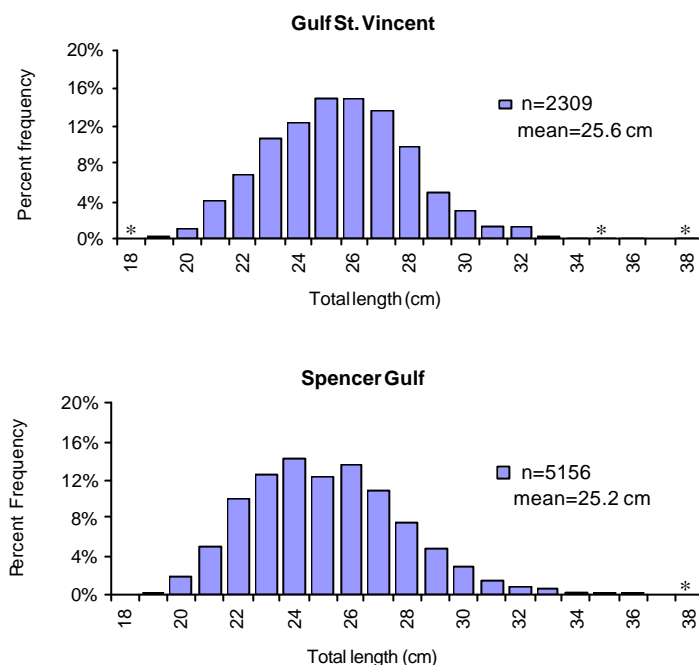 Gulf St. Vincent
20%
16%
12%
8%
4%
0%
Percent frequency
n=2309
mean=25.6 cm
* * *
18 20 22 24 26 28 30 32 34 36 38
Total length (cm)
Spencer Gulf
20%
16%
12%
8%
4%
0%
Percent Frequency
n=5156
mean=25.2 cm
*
18 20 22 24 26 28 30 32 34 36 38
Total length (cm)